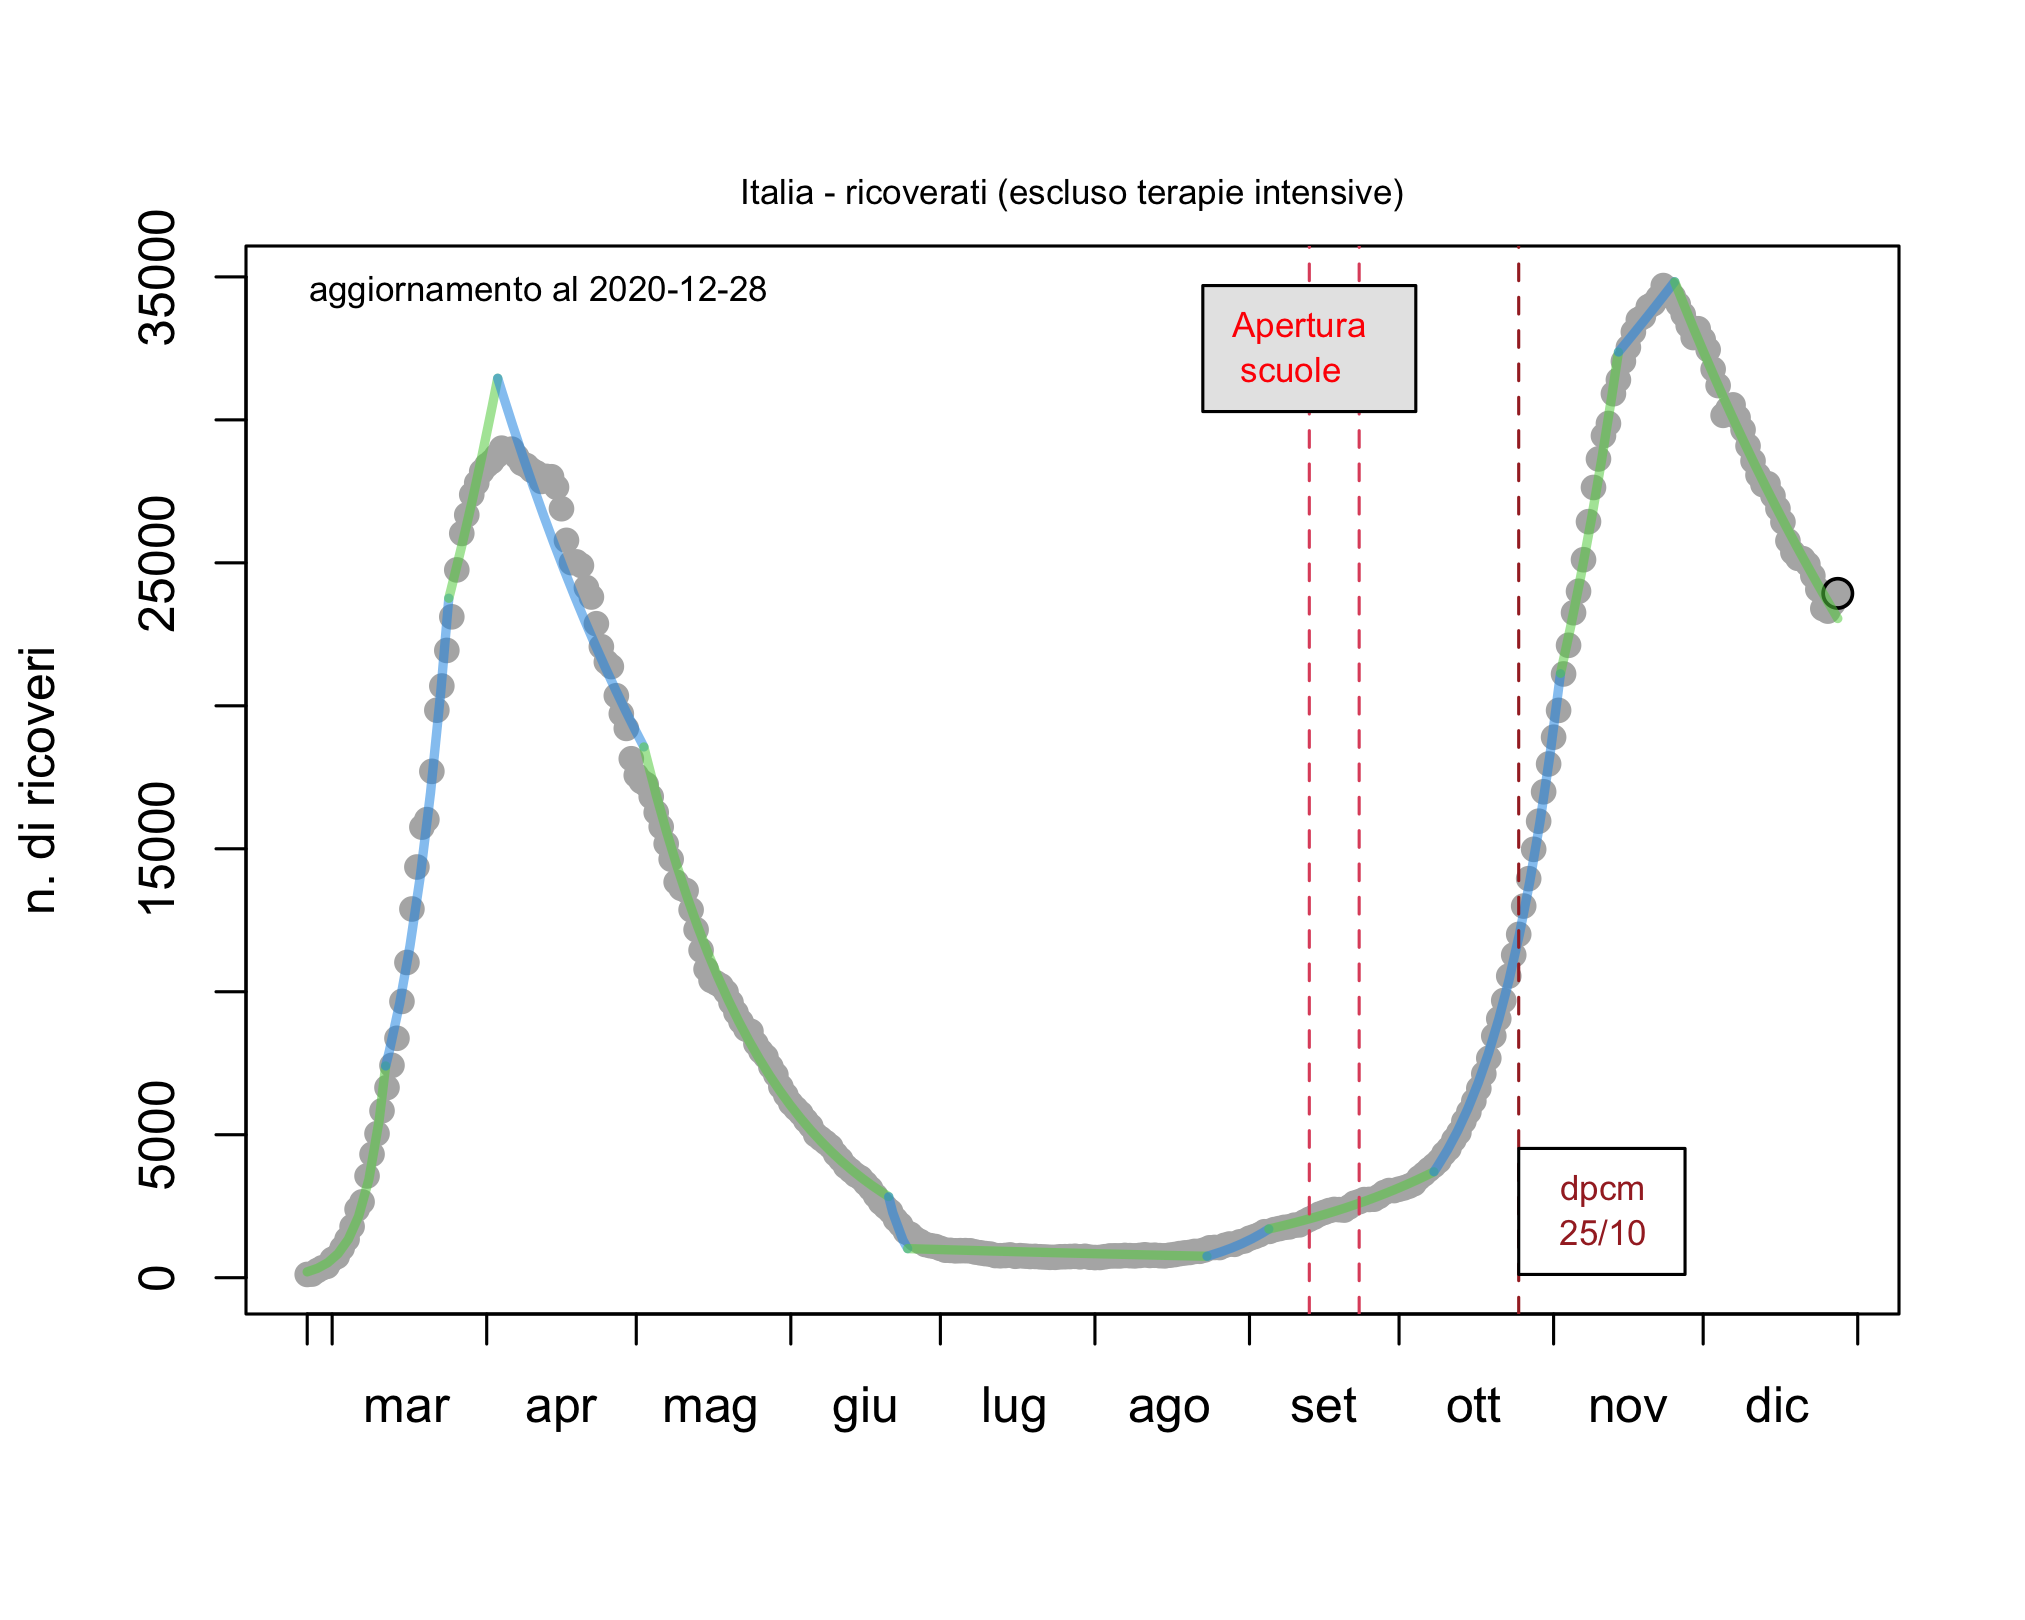 Italia - ricoverati (escluso terapie intensive)
aggiornamento al 2020-12-28
Apertura
scuole
dpcm
25/10
n. di ricoveri
35000
25000
15000
5000
0
mar apr mag giu lug ago set ott nov dic